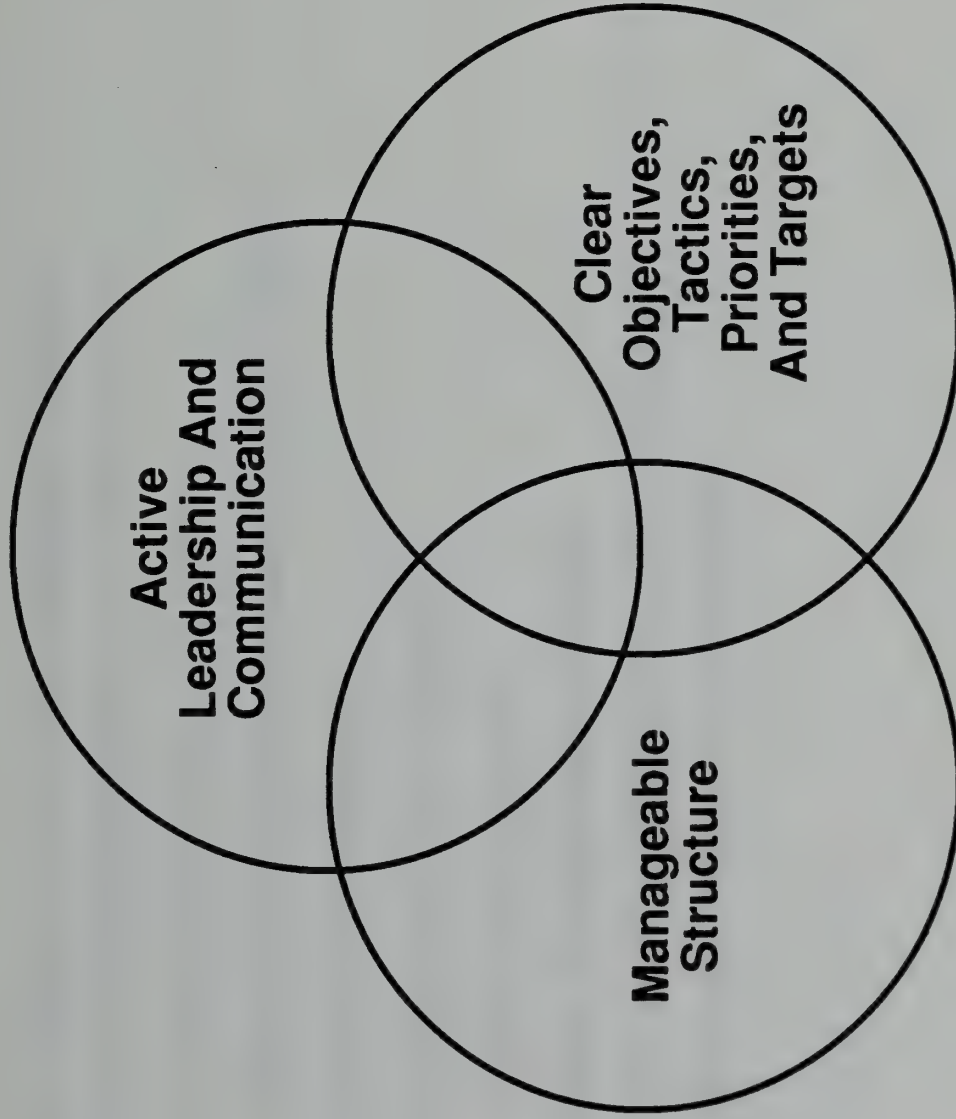 Active
Leadership And
Communication
Manageable
Structure
Clear
Objectives,
Tactics,
Priorities,
And Targets